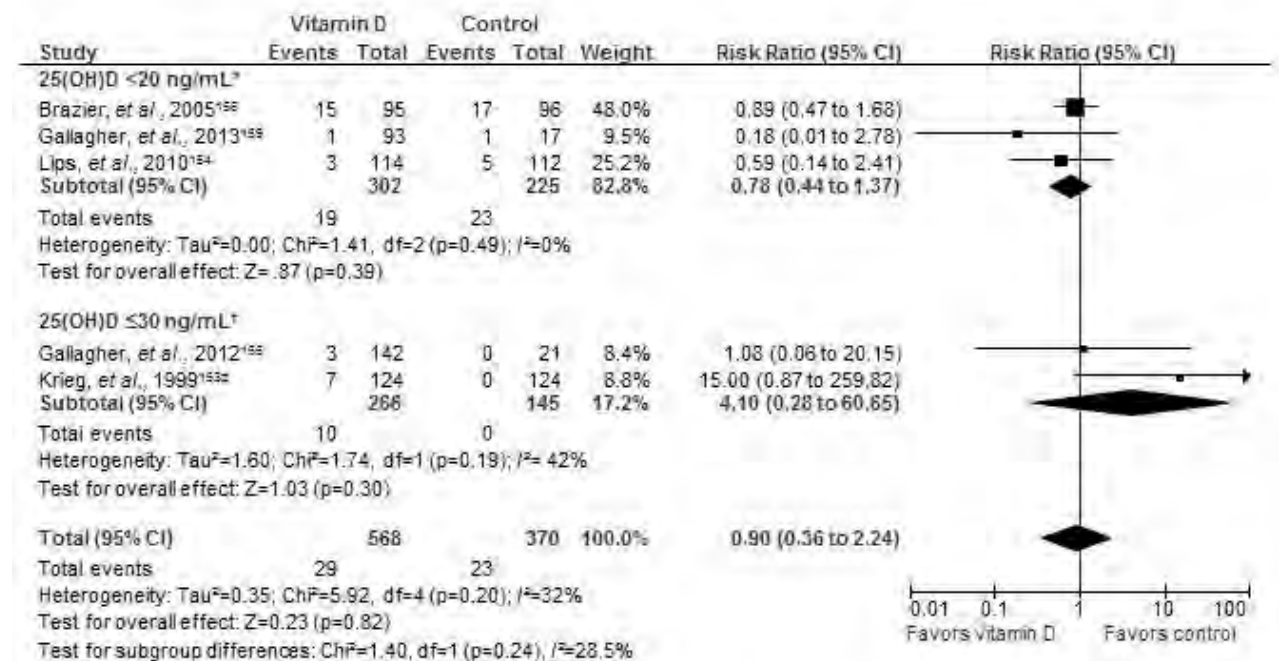 Vitamin D Control
Study Events Total Events Total Weight Risk Ratio (95% CI) Risk Ratio (95% CI)
25(OH)D <20 ng/mL*
Brazier, et al., 2005¹⁵⁶ 15 95 17 96 48.0% 0.89 (0.47 to 1.68)
Gallagher, et al., 2013¹⁵⁹ 1 93 1 17 9.5% 0.18 (0.01 to 2.78)
Lips, et al., 2010¹⁵⁴ 3 114 5 112 25.2% 0.59 (0.14 to 2.41)
Subtotal (95% CI) 302 225 82.8% 0.78 (0.44 to 1.37)
Total events 19 23
Heterogeneity: Tau²=0.00; Chi²=1.41, df=2 (p=0.49); I²=0%
Test for overall effect: Z= .87 (p=0.39)
25(OH)D ≤30 ng/mL†
Gallagher, et al., 2012 3 142 0 21 8.4% 1.08 (0.06 to 20.15)
Krieg, et al., 1999¹⁵³‡ 7 124 0 124 8.8% 15.00 (0.87 to 259.82)
Subtotal (95% CI) 266 145 17.2% 4.10 (0.28 to 60.65)
Total events 10 0
Heterogeneity: Tau²=1.60; Chi²=1.74, df=1 (p=0.19); I²= 42%
Test for overall effect: Z=1.03 (p=0.30)
Total (95% CI) 568 370 100.0% 0.90 (0.36 to 2.24)
Total events 29 23
Heterogeneity: Tau²=0.35; Chi²=5.92, df=4 (p=0.20); I²=32%
Test for overall effect: Z=0.23 (p=0.82)
Test for subgroup differences: Chi²=1.40, df=1 (p=0.24), I²=28.5%
0.01 0.1 1 10 100
Favors Vitamin D Favors control